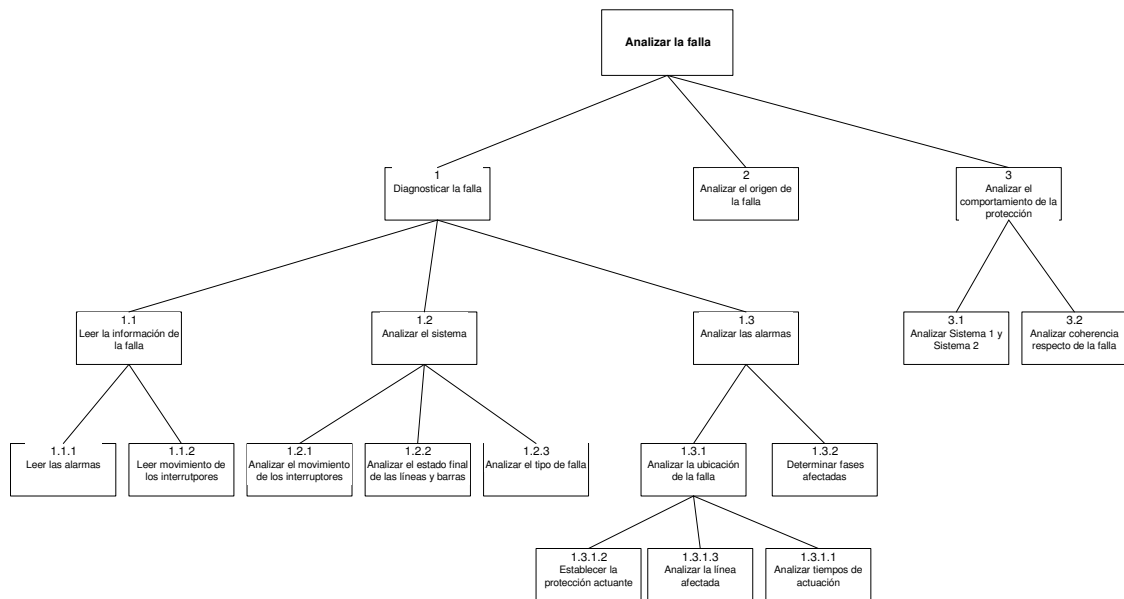 Analizar la falla
1
Diagnosticar la falla
2
Analizar el origen de
la falla
3
Analizar el
comportamiento de la
protección
1.1
Leer la información de
la falla
1.2
Analizar el sistema
1.3
Analizar las alarmas
3.1
Analizar Sistema 1 y
Sistema 2
3.2
Analizar coherencia
respecto de la falla
1.1.1
Leer las alarmas
1.1.2
Leer movimiento de
los interrutpores
1.2.1
Analizar el movimiento
de los interruptores
1.2.2
Analizar el estado final
de las líneas y barras
1.2.3
Analizar el tipo de falla
1.3.1
Analizar la ubicación
de la falla
1.3.2
Determinar fases
afectadas
1.3.1.2
Establecer la
protección actuante
1.3.1.3
Analizar la línea
afectada
1.3.1.1
Analizar tiempos de
actuación